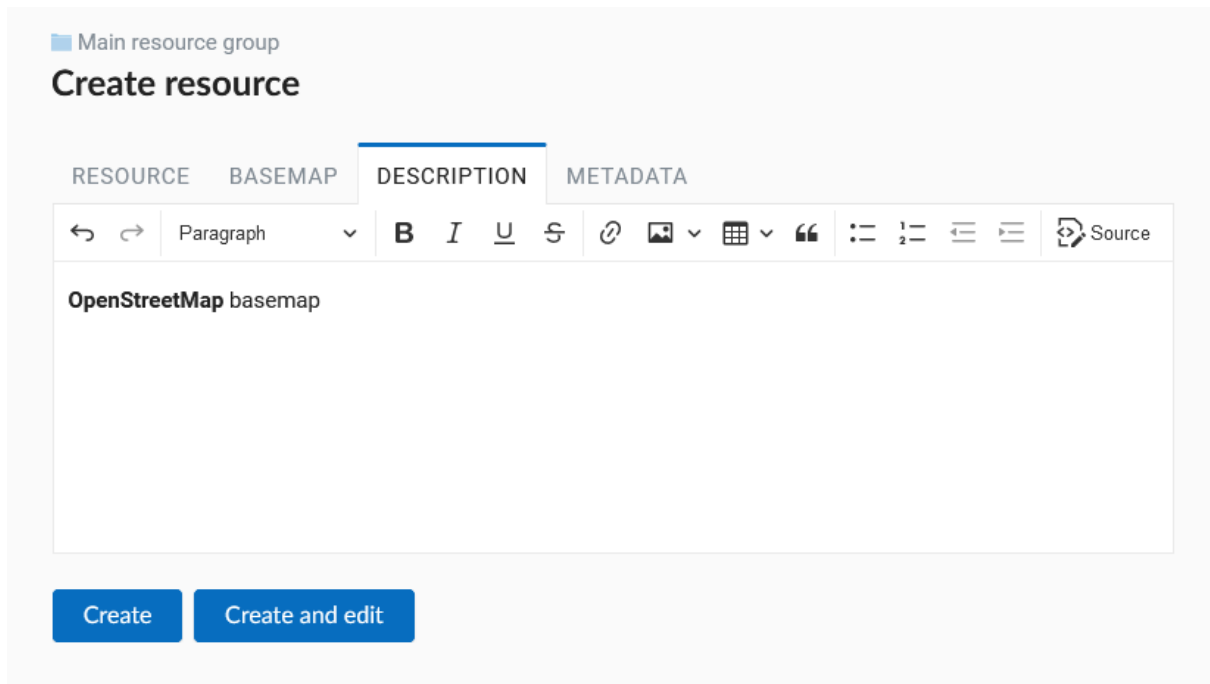 Main resource group
Create resource
RESOURCE BASEMAP DESCRIPTION METADATA
Paragraph B I U S Source
OpenStreetMap basemap
Create Create and edit